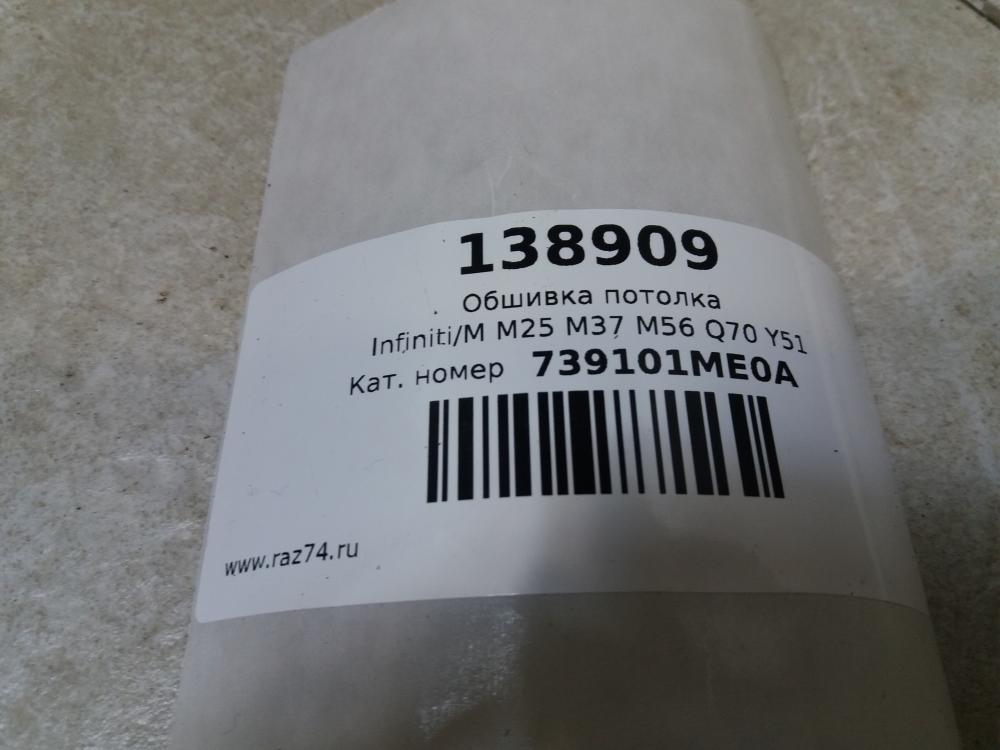 138909
Обшивка потолка
Infiniti/M M25 M37 M56 Q70 Y51
Кат. номер 739101ME0A
www.raz74.ru